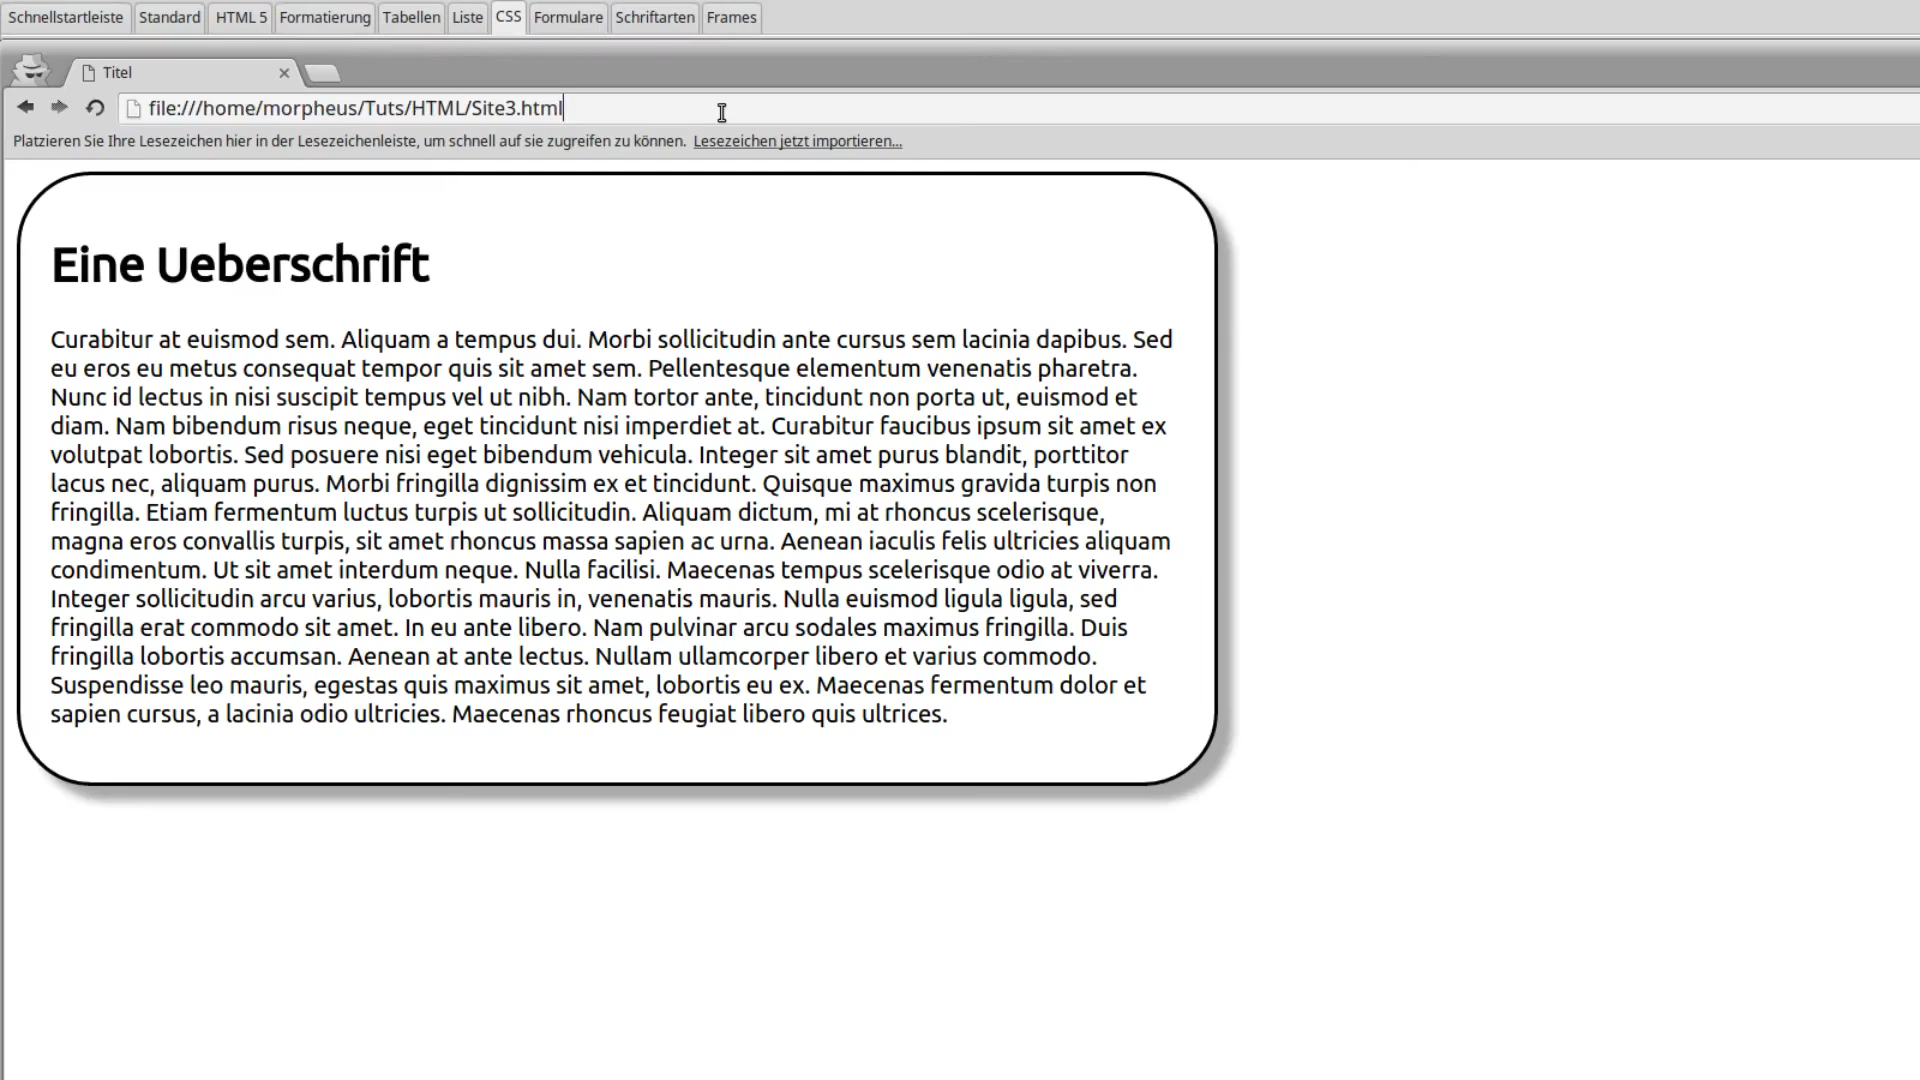 Schnellstartleiste Standard HTML 5 Formatierung Tabellen Liste CSS Formulare Schriftarten Frames
Titel
file:///home/morpheus/Tuts/HTML/Site3.html
Platzieren Sie Ihre Lesezeichen hier in der Lesezeichenleiste, um schnell auf sie zugreifen zu können. Lesezeichen jetzt importieren...
Eine Ueberschrift
Curabitur at euismod sem. Aliquam a tempus dui. Morbi sollicitudin ante cursus sem lacinia dapibus. Sed
eu eros eu metus consequat tempor quis sit amet sem. Pellentesque elementum venenatis pharetra.
Nunc id lectus in nisi suscipit tempus vel ut nibh. Nam tortor ante, tincidunt non porta ut, euismod et
diam. Nam bibendum risus neque, eget tincidunt nisi imperdiet at. Curabitur faucibus ipsum sit amet ex
volutpat lobortis. Sed posuere nisi eget bibendum vehicula. Integer sit amet purus blandit, porttitor
lacus nec, aliquam purus. Morbi fringilla dignissim ex et tincidunt. Quisque maximus gravida turpis non
fringilla. Etiam fermentum luctus turpis ut sollicitudin. Aliquam dictum, mi at rhoncus scelerisque,
magna eros convallis turpis, sit amet rhoncus massa sapien ac urna. Aenean iaculis felis ultricies aliquam
condimentum. Ut sit amet interdum neque. Nulla facilisi. Maecenas tempus scelerisque odio at viverra.
Integer sollicitudin arcu varius, lobortis mauris in, venenatis mauris. Nulla euismod ligula ligula, sed
fringilla erat commodo sit amet. In eu ante libero. Nam pulvinar arcu sodales maximus fringilla. Duis
fringilla lobortis accumsan. Aenean at ante lectus. Nullam ullamcorper libero et varius commodo.
Suspendisse leo mauris, egestas quis maximus sit amet, lobortis eu ex. Maecenas fermentum dolor et
sapien cursus, a lacinia odio ultricies. Maecenas rhoncus feugiat libero quis ultrices.